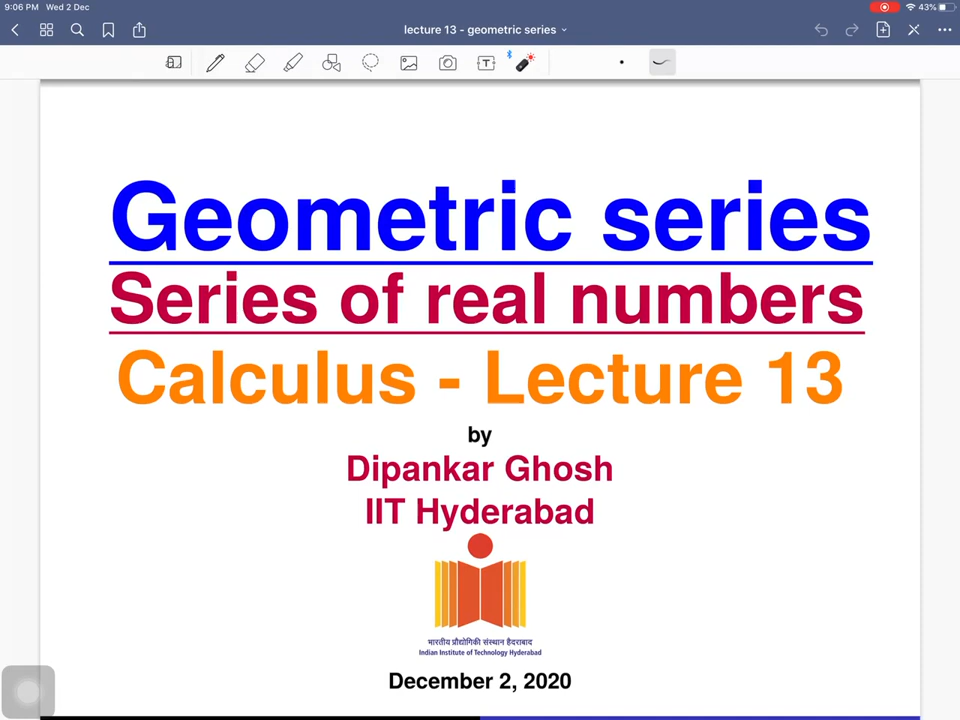 9:06 PM Wed 2 Dec
43%
lecture 13 - geometric series
T
Geometric series
Series of real numbers
Calculus - Lecture 13
by
Dipankar Ghosh
IIT Hyderabad
भारतीय प्रौद्योगिकी संस्थान हैदराबाद
Indian Institute of Technology Hyderabad
December 2, 2020